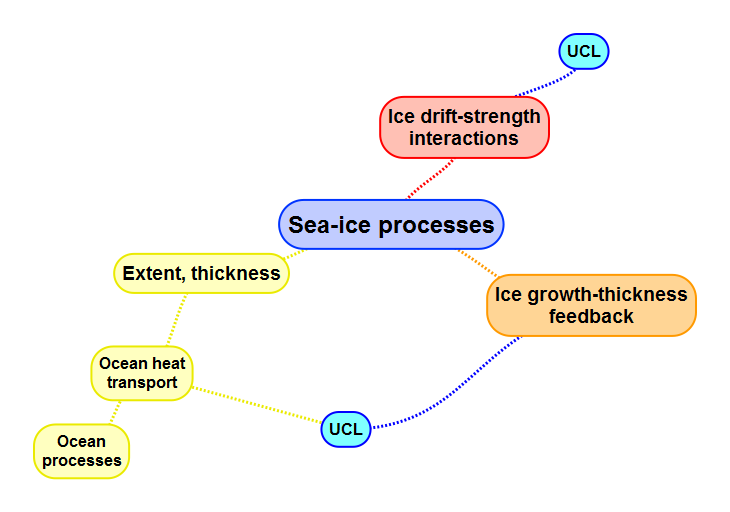 UCL
Ice drift-strength
interactions
Sea-ice processes
Extent, thickness
Ice growth-thickness
feedback
Ocean heat
transport
UCL
Ocean
processes